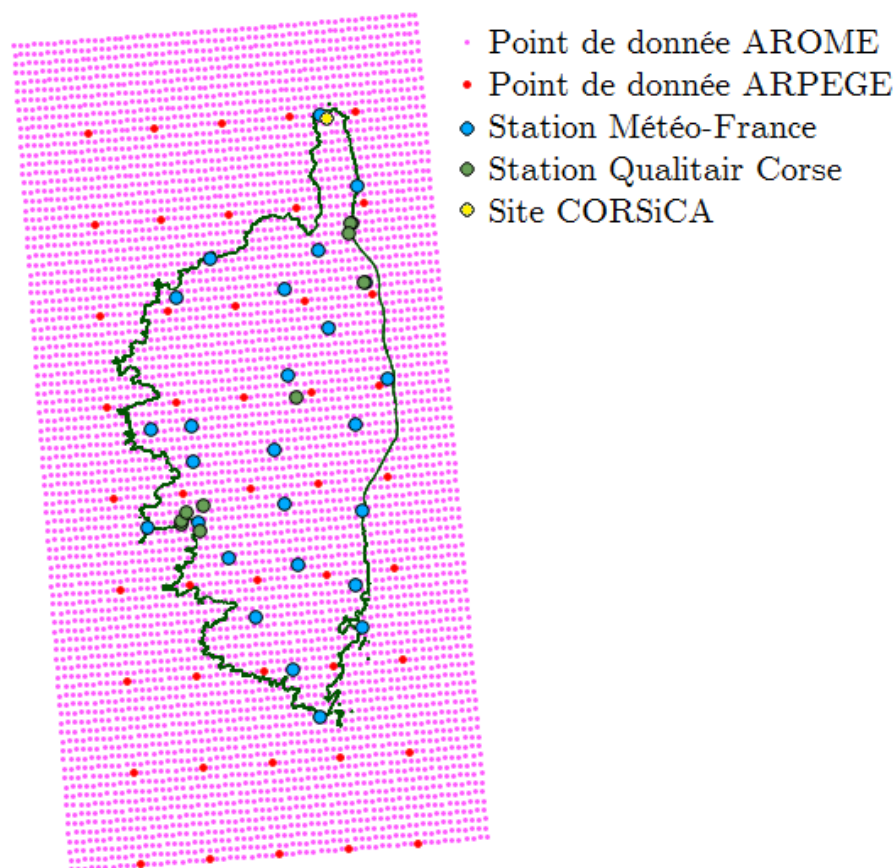 Point de donnée AROME
Point de donnée ARPEGE
Station Météo-France
Station Qualitair Corse
Site CORSiCA